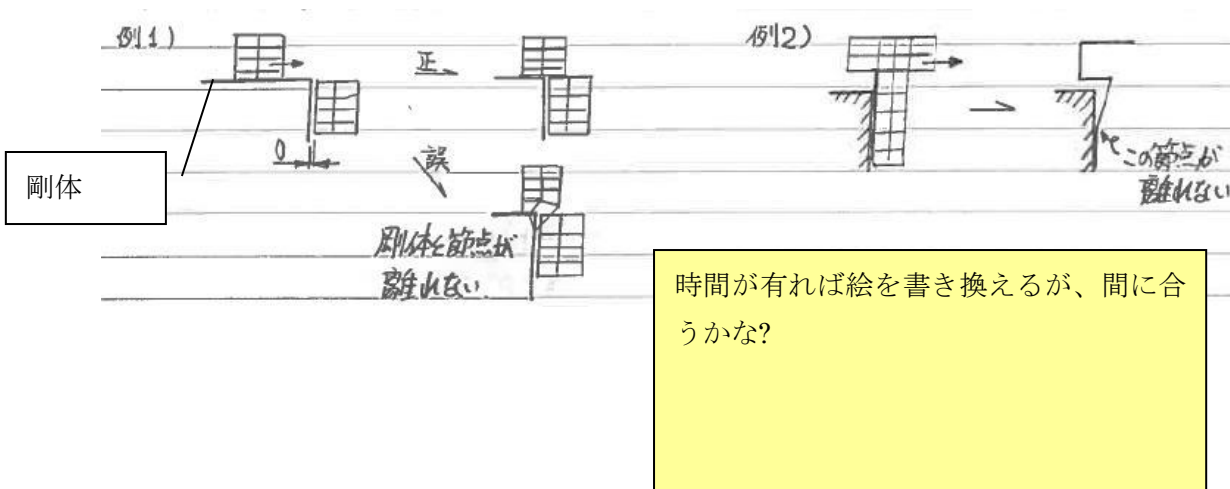 例1)
正
例2)
0
誤
この節点が
離れない
剛体
剛体と節点が
離れない
時間が有れば絵を書き換えるが、間に合
うかな?